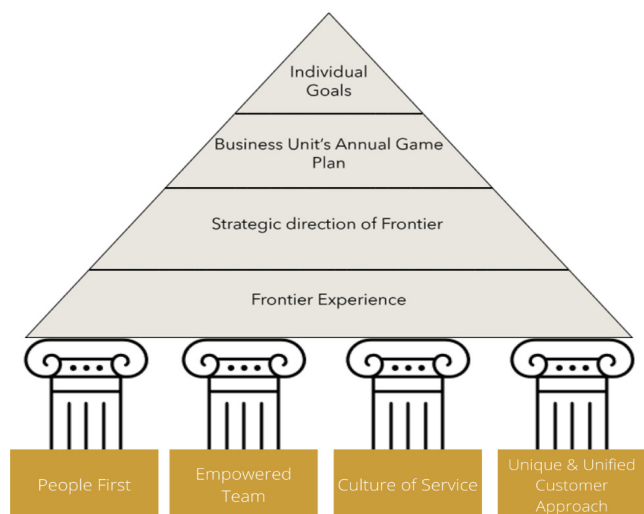 Individual
Goals
Business Unit's Annual Game
Plan
Strategic direction of Frontier
Frontier Experience
People First
Empowered
Team
Culture of Service
Unique & Unified
Customer
Approach